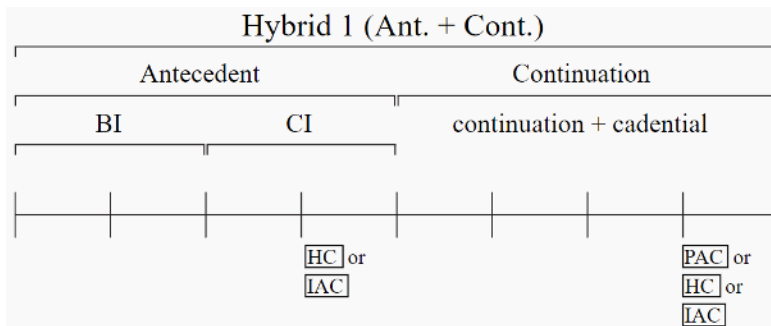 Hybrid 1 (Ant. + Cont.)
Antecedent Continuation
BI CI continuation + cadential
HC or PAC or
IAC HC or
IAC